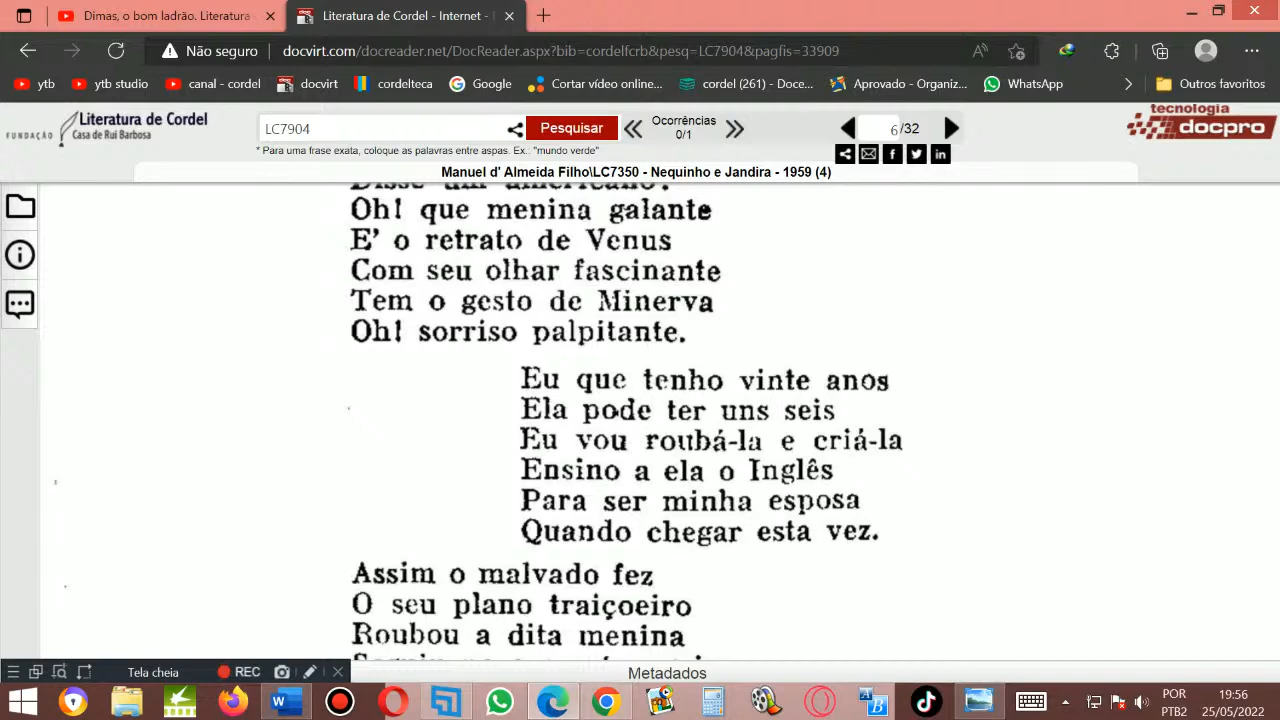 Dimas, o bom ladrão. Literatura
Literatura de Cordel - Internet -
Não seguro
docvirt.com/docreader.net/DocReader.aspx?bib=cordelfcrb&pesq=LC7904&pagfis=33909
ytb
ytb studio
canal - cordel
docvirt
cordelteca
Google
Cortar vídeo online...
cordel (261) - Doce...
Aprovado - Organiz...
WhatsApp
Outros favoritos
FUNDAÇÃO
Literatura de Cordel
Casa de Rui Barbosa
LC7904
Pesquisar
Ocorrências
0/1
6 /32
tecnologia
docpro
* Para uma frase exata, coloque as palavras entre aspas. Ex.: "mundo verde"
Manuel d' Almeida Filho\LC7350 - Nequinho e Jandira - 1959 (4)
Disse um americano:
Oh! que menina galante
E' o retrato de Venus
Com seu olhar fascinante
Tem o gesto de Minerva
Oh! sorriso palpitante.
Eu que tenho vinte anos
Ela pode ter uns seis
Eu vou roubá-la e criá-la
Ensino a ela o Inglês
Para ser minha esposa
Quando chegar esta vez.
Assim o malvado fez
O seu plano traiçoeiro
Roubou a dita menina
Tela cheia
REC
Metadados
POR
PTB2
19:56
25/05/2022